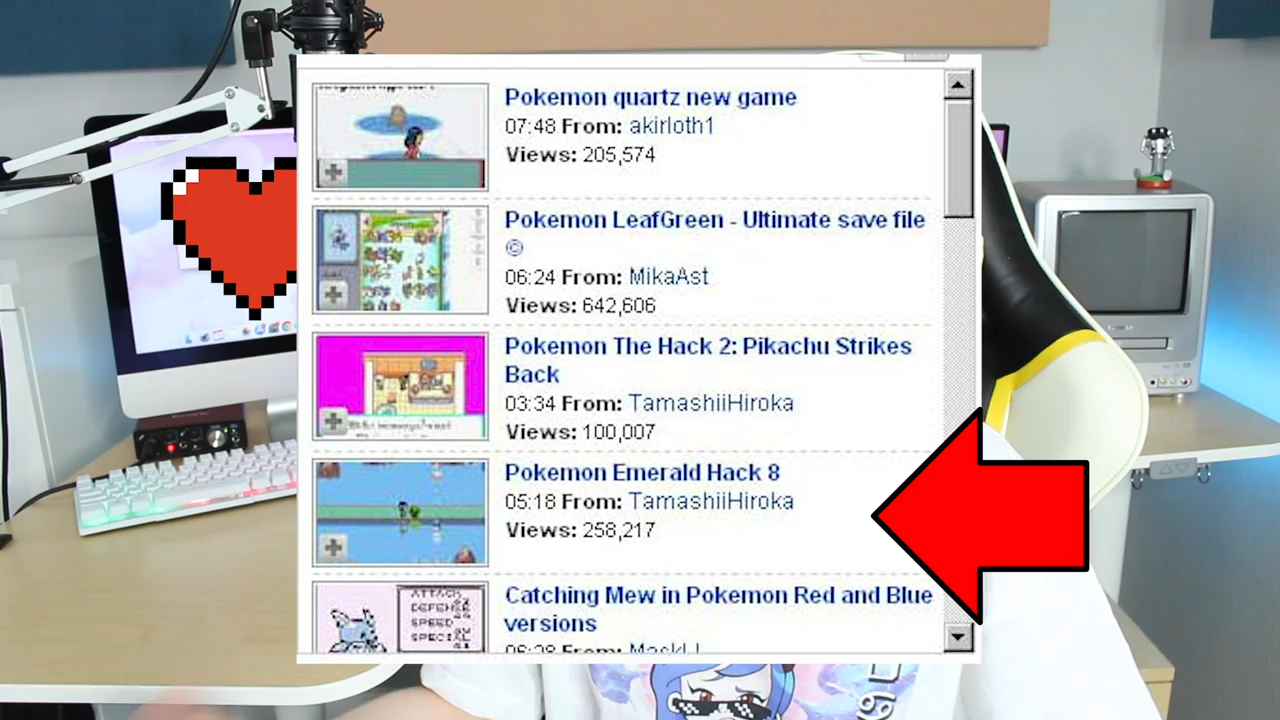 Pokemon quartz new game
07:48 From: akirloth1
Views: 205,574
Pokemon LeafGreen - Ultimate save file
©
06:24 From: MikaAst
Views: 642,606
Pokemon The Hack 2: Pikachu Strikes
Back
03:34 From: TamashiiHiroka
Views: 100,007
Pokemon Emerald Hack 8
05:18 From: TamashiiHiroka
Views: 258,217
ATTACK
DEFENSE
SPEED
SPECIAL
Catching Mew in Pokemon Red and Blue
versions